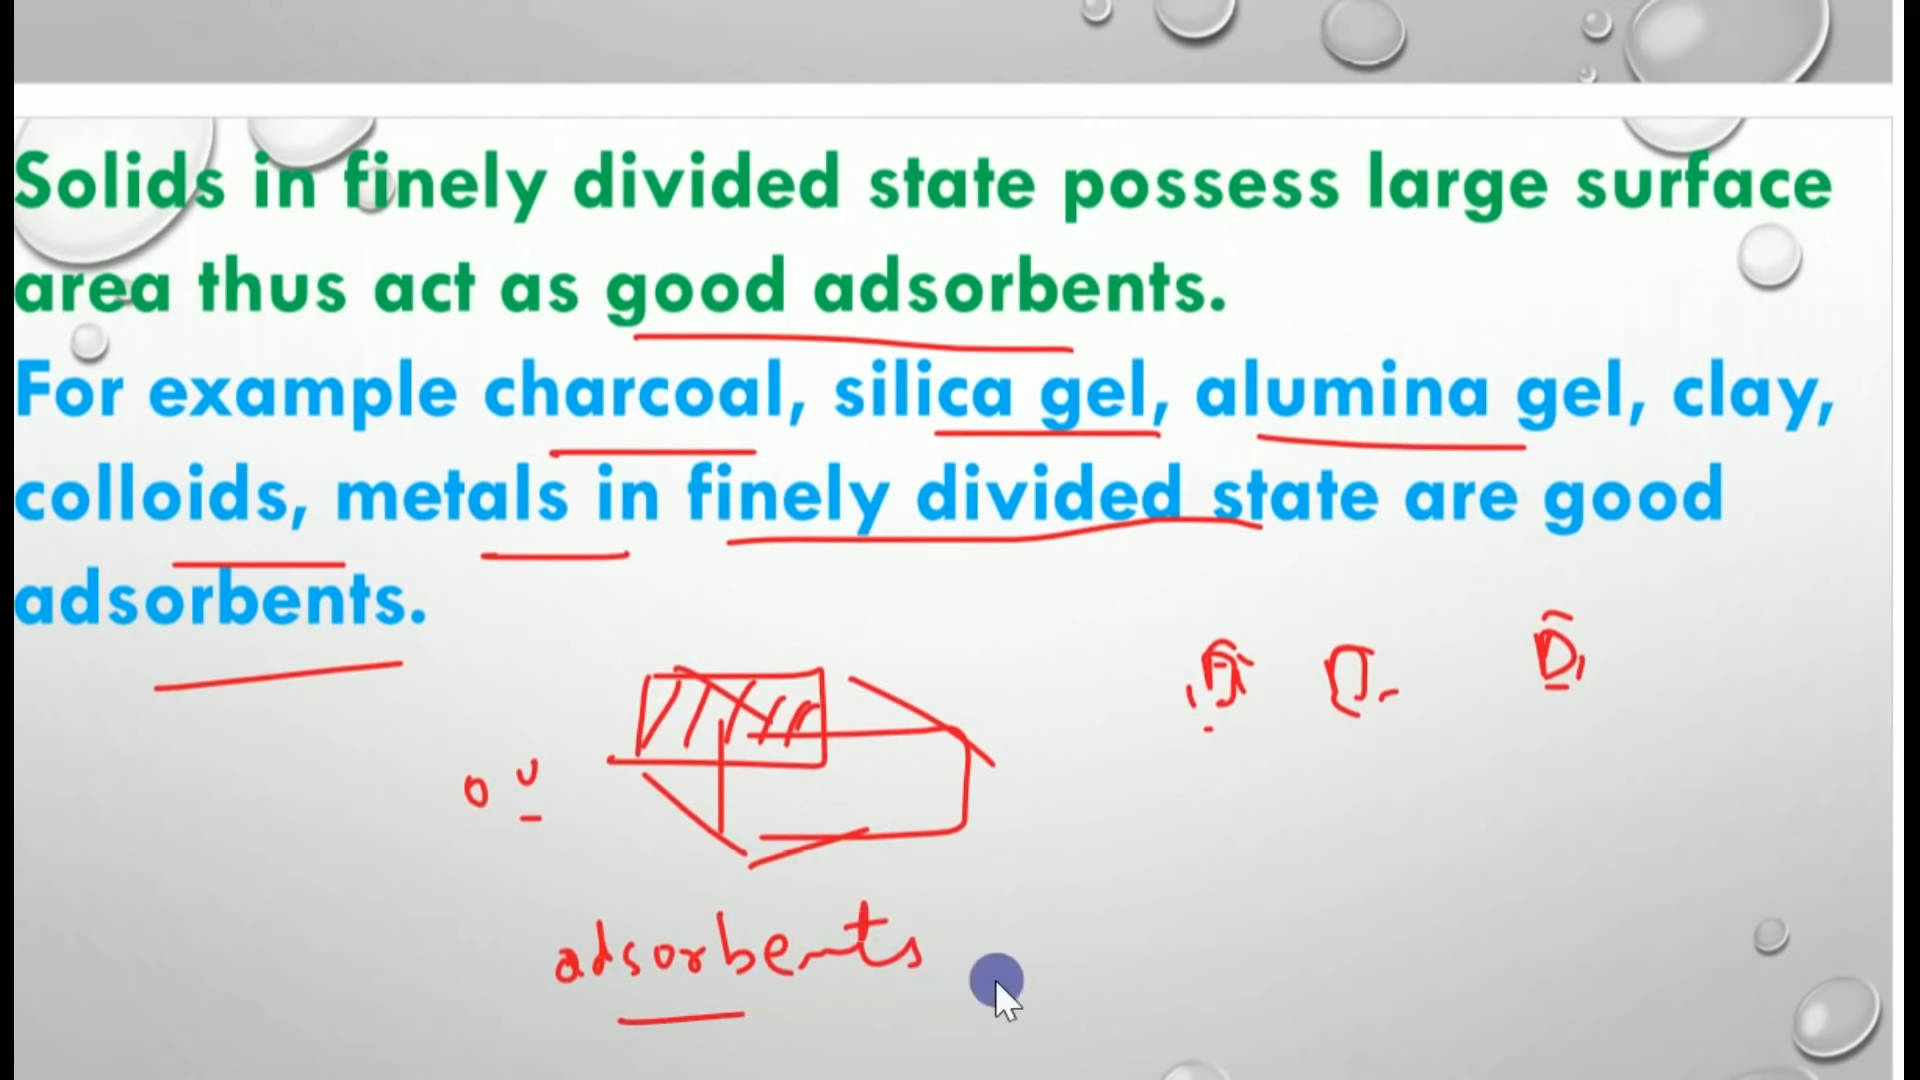 Solids in finely divided state possess large surface
area thus act as good adsorbents.
For example charcoal, silica gel, alumina gel, clay,
colloids, metals in finely divided state are good
adsorbents.
adsorbents